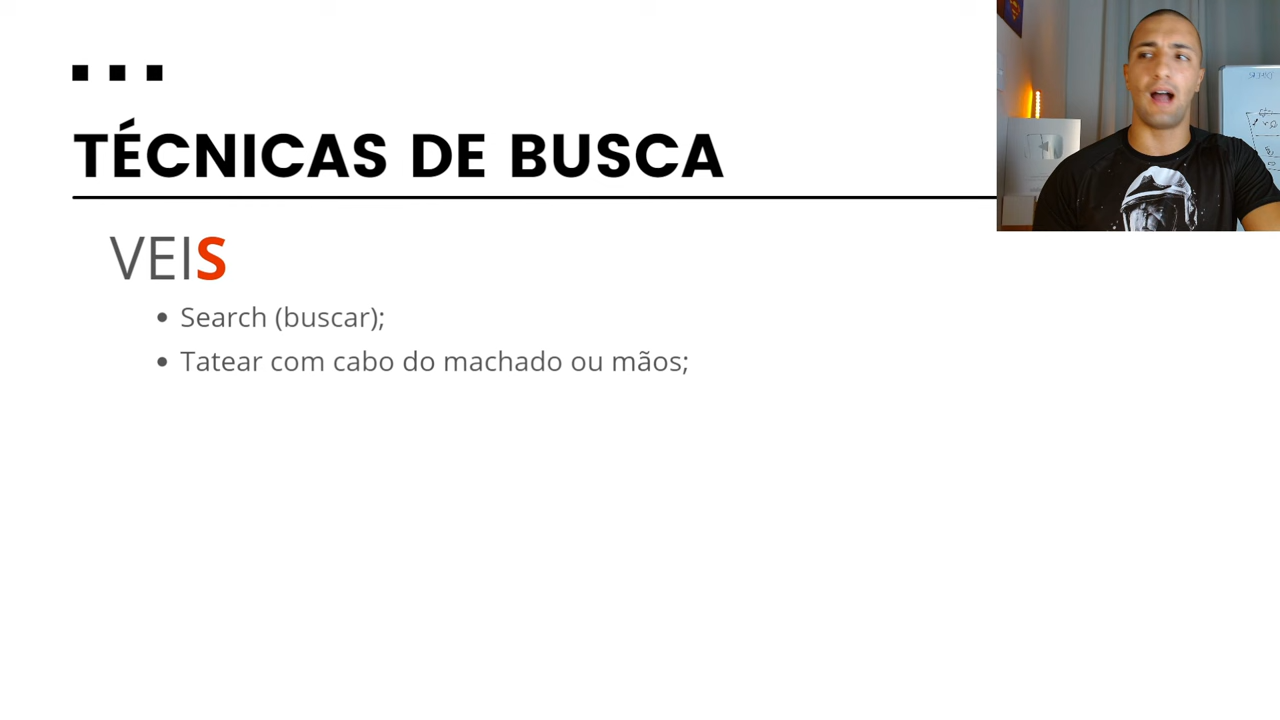 TÉCNICAS DE BUSCA
VEIS
Search (buscar);
Tatear com cabo do machado ou mãos;